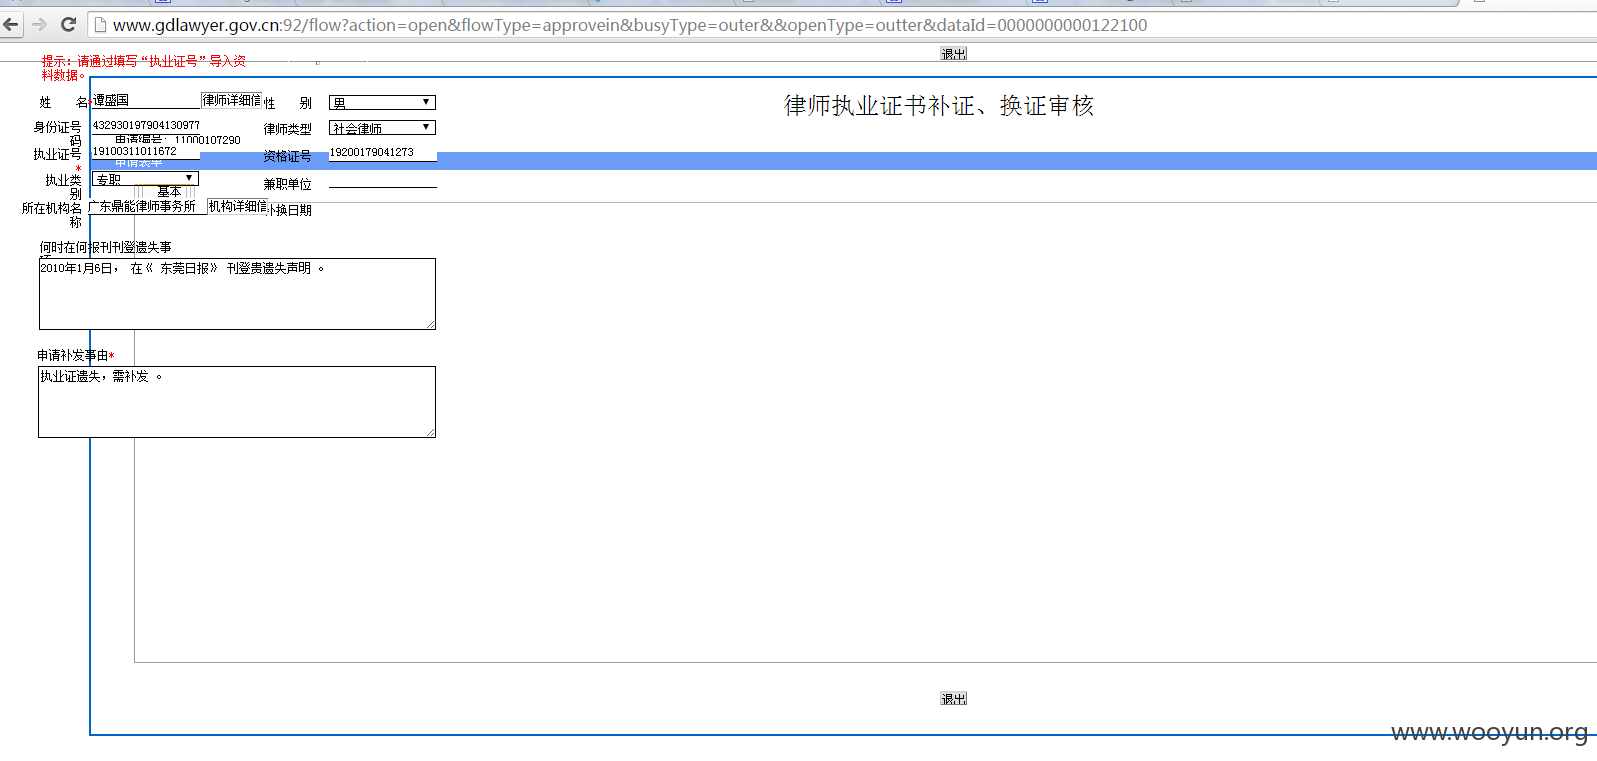 www.gdlawyer.gov.cn:92/flow?action=open&flowType=approvein&busyType=outer&&openType=outter&dataId=0000000000122100
退出
提示：请通过填写“执业证号”导入资
料数据。
律师执业证书补证、换证审核
姓 名* 谭盛国 律师详细信 性 别 男
身份证号码 432930197904130977 律师类型 社会律师
申请编号：11000107290
执业证号* 19100311011672 资格证号 19200179041273
申请表单
执业类别 专职 兼职单位
基本
所在机构名称 广东鼎能律师事务所 机构详细信 补换日期
何时在何报刊刊登遗失事
2010年1月6日， 在《 东莞日报》 刊登贵遗失声明 。
申请补发事由*
执业证遗失，需补发 。
退出
www.wooyun.org